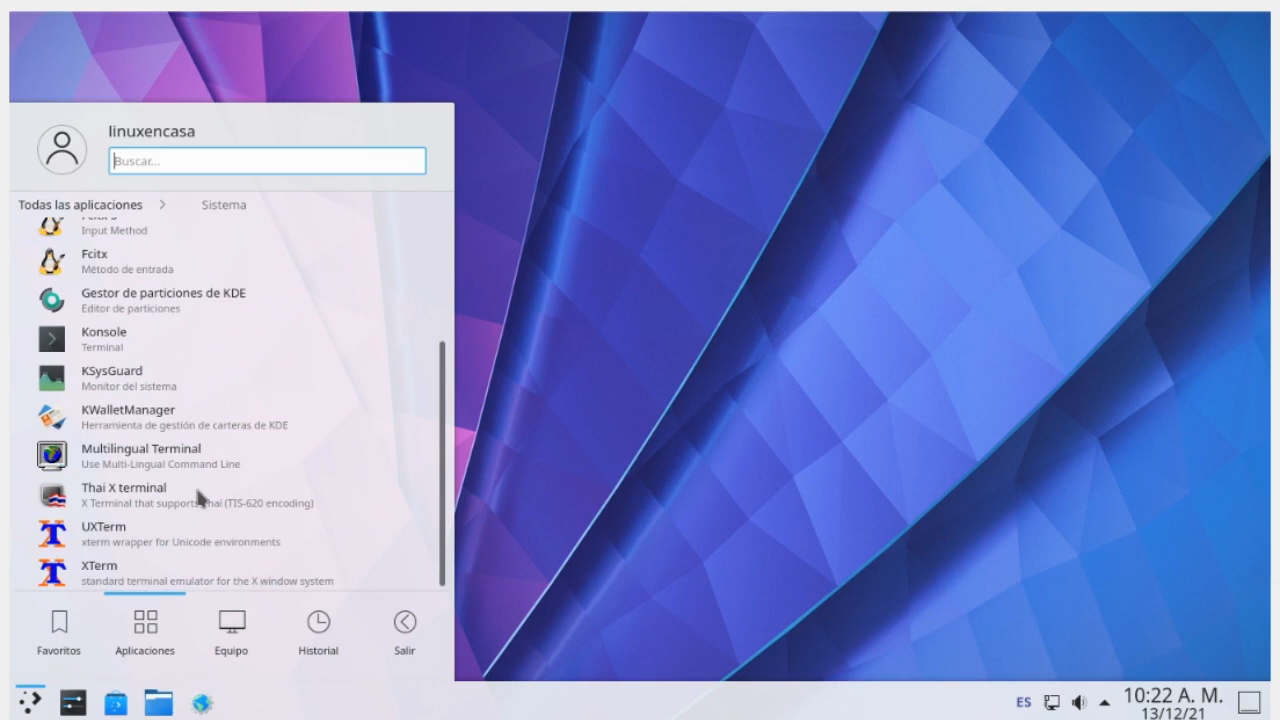 linuxencasa
Buscar...
Todas las aplicaciones
Sistema
Input Method
Fcitx
Método de entrada
Gestor de particiones de KDE
Editor de particiones
Konsole
Terminal
KSysGuard
Monitor del sistema
KWalletManager
Herramienta de gestión de carteras de KDE
Multilingual Terminal
Use Multi-Lingual Command Line
Thai X terminal
X Terminal that supports (TIS-620 encoding)
UXTerm
xterm wrapper for Unicode environments
XTerm
standard terminal emulator for the X window system
Favoritos
Aplicaciones
Equipo
Historial
Salir
ES
10:22 A. M.
13/12/21